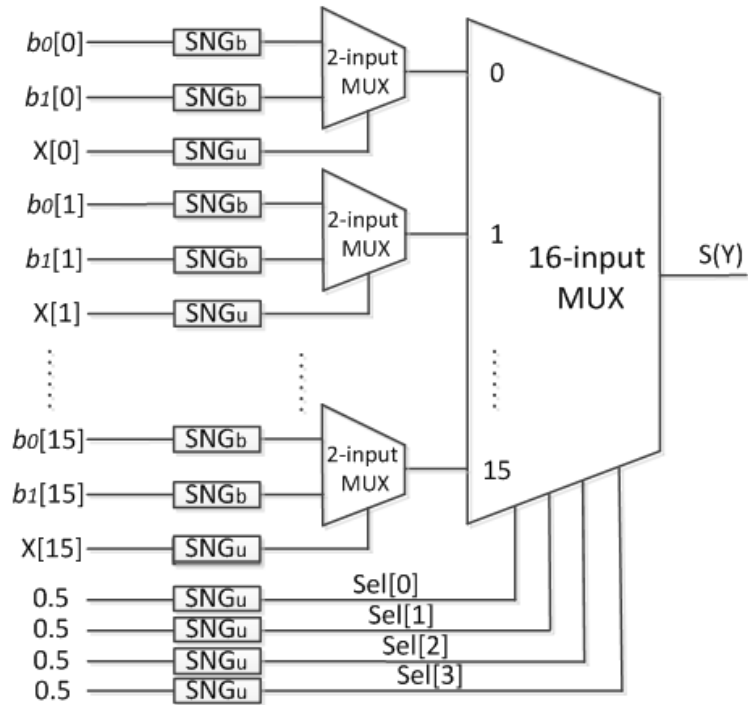 b0[0] SNGb
2-input
MUX
b1[0] SNGb
X[0] SNGu
0
b0[1] SNGb
2-input
MUX
b1[1] SNGb
X[1] SNGu
1
16-input
MUX
S(Y)
b0[15] SNGb
2-input
MUX
b1[15] SNGb
X[15] SNGu
15
0.5 SNGu Sel[0]
0.5 SNGu Sel[1]
0.5 SNGu Sel[2]
0.5 SNGu Sel[3]